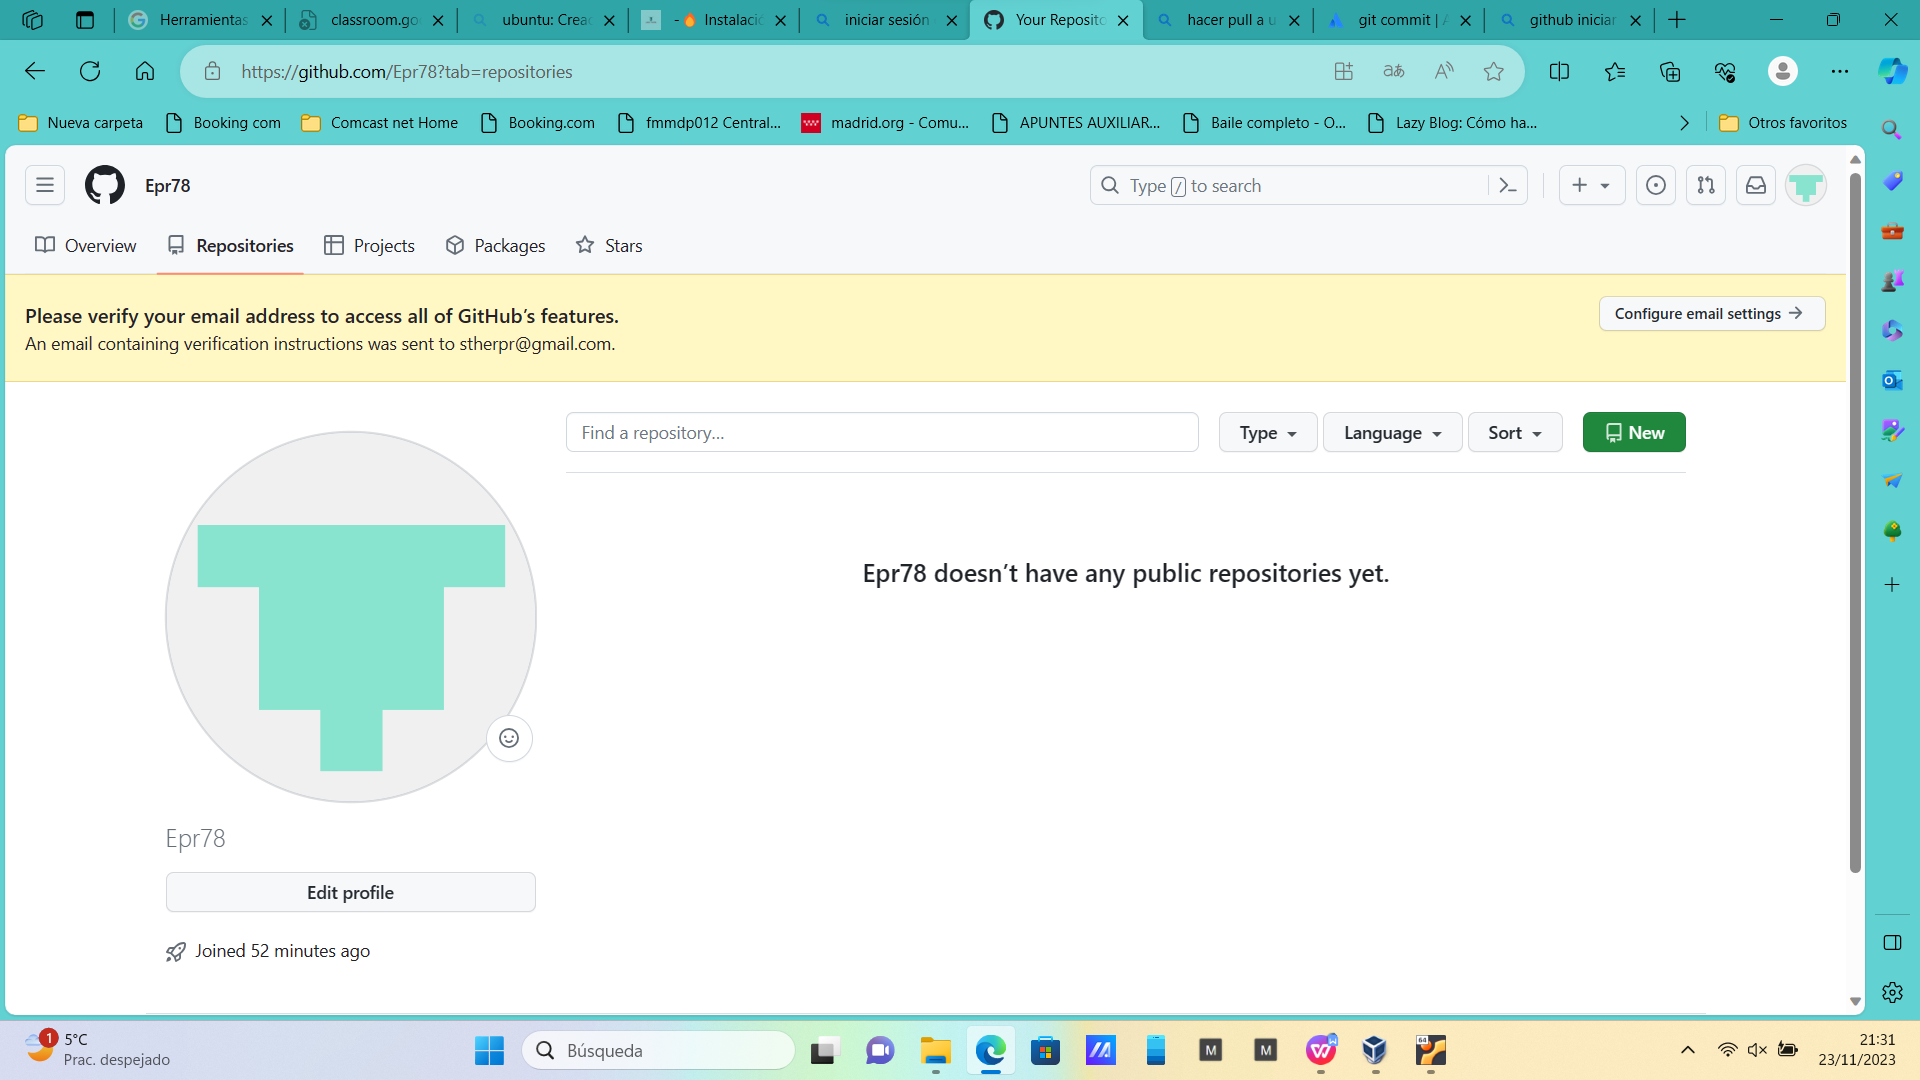 Herramientas
classroom.go
ubuntu: Crea
- Instalació
iniciar sesión
Your Reposito
hacer pull a u
git commit | A
github iniciar
https://github.com/Epr78?tab=repositories
Nueva carpeta
Booking com
Comcast net Home
Booking.com
fmmdp012 Central...
madrid.org - Comu...
APUNTES AUXILIAR...
Baile completo - O...
Lazy Blog: Cómo ha...
Otros favoritos
Epr78
Type / to search
Overview
Repositories
Projects
Packages
Stars
Please verify your email address to access all of GitHub’s features.
An email containing verification instructions was sent to stherpr@gmail.com.
Configure email settings
Find a repository...
Type
Language
Sort
New
Epr78 doesn’t have any public repositories yet.
Epr78
Edit profile
Joined 52 minutes ago
1
5°C
Prac. despejado
Búsqueda
M
M
64
21:31
23/11/2023